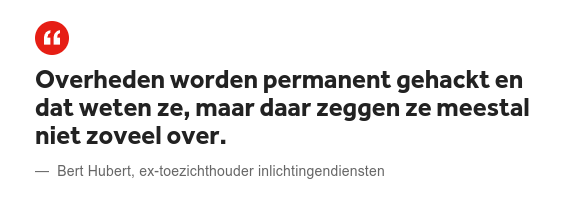 “
Overheden worden permanent gehackt en
dat weten ze, maar daar zeggen ze meestal
niet zoveel over.
— Bert Hubert, ex-toezichthouder inlichtingendiensten